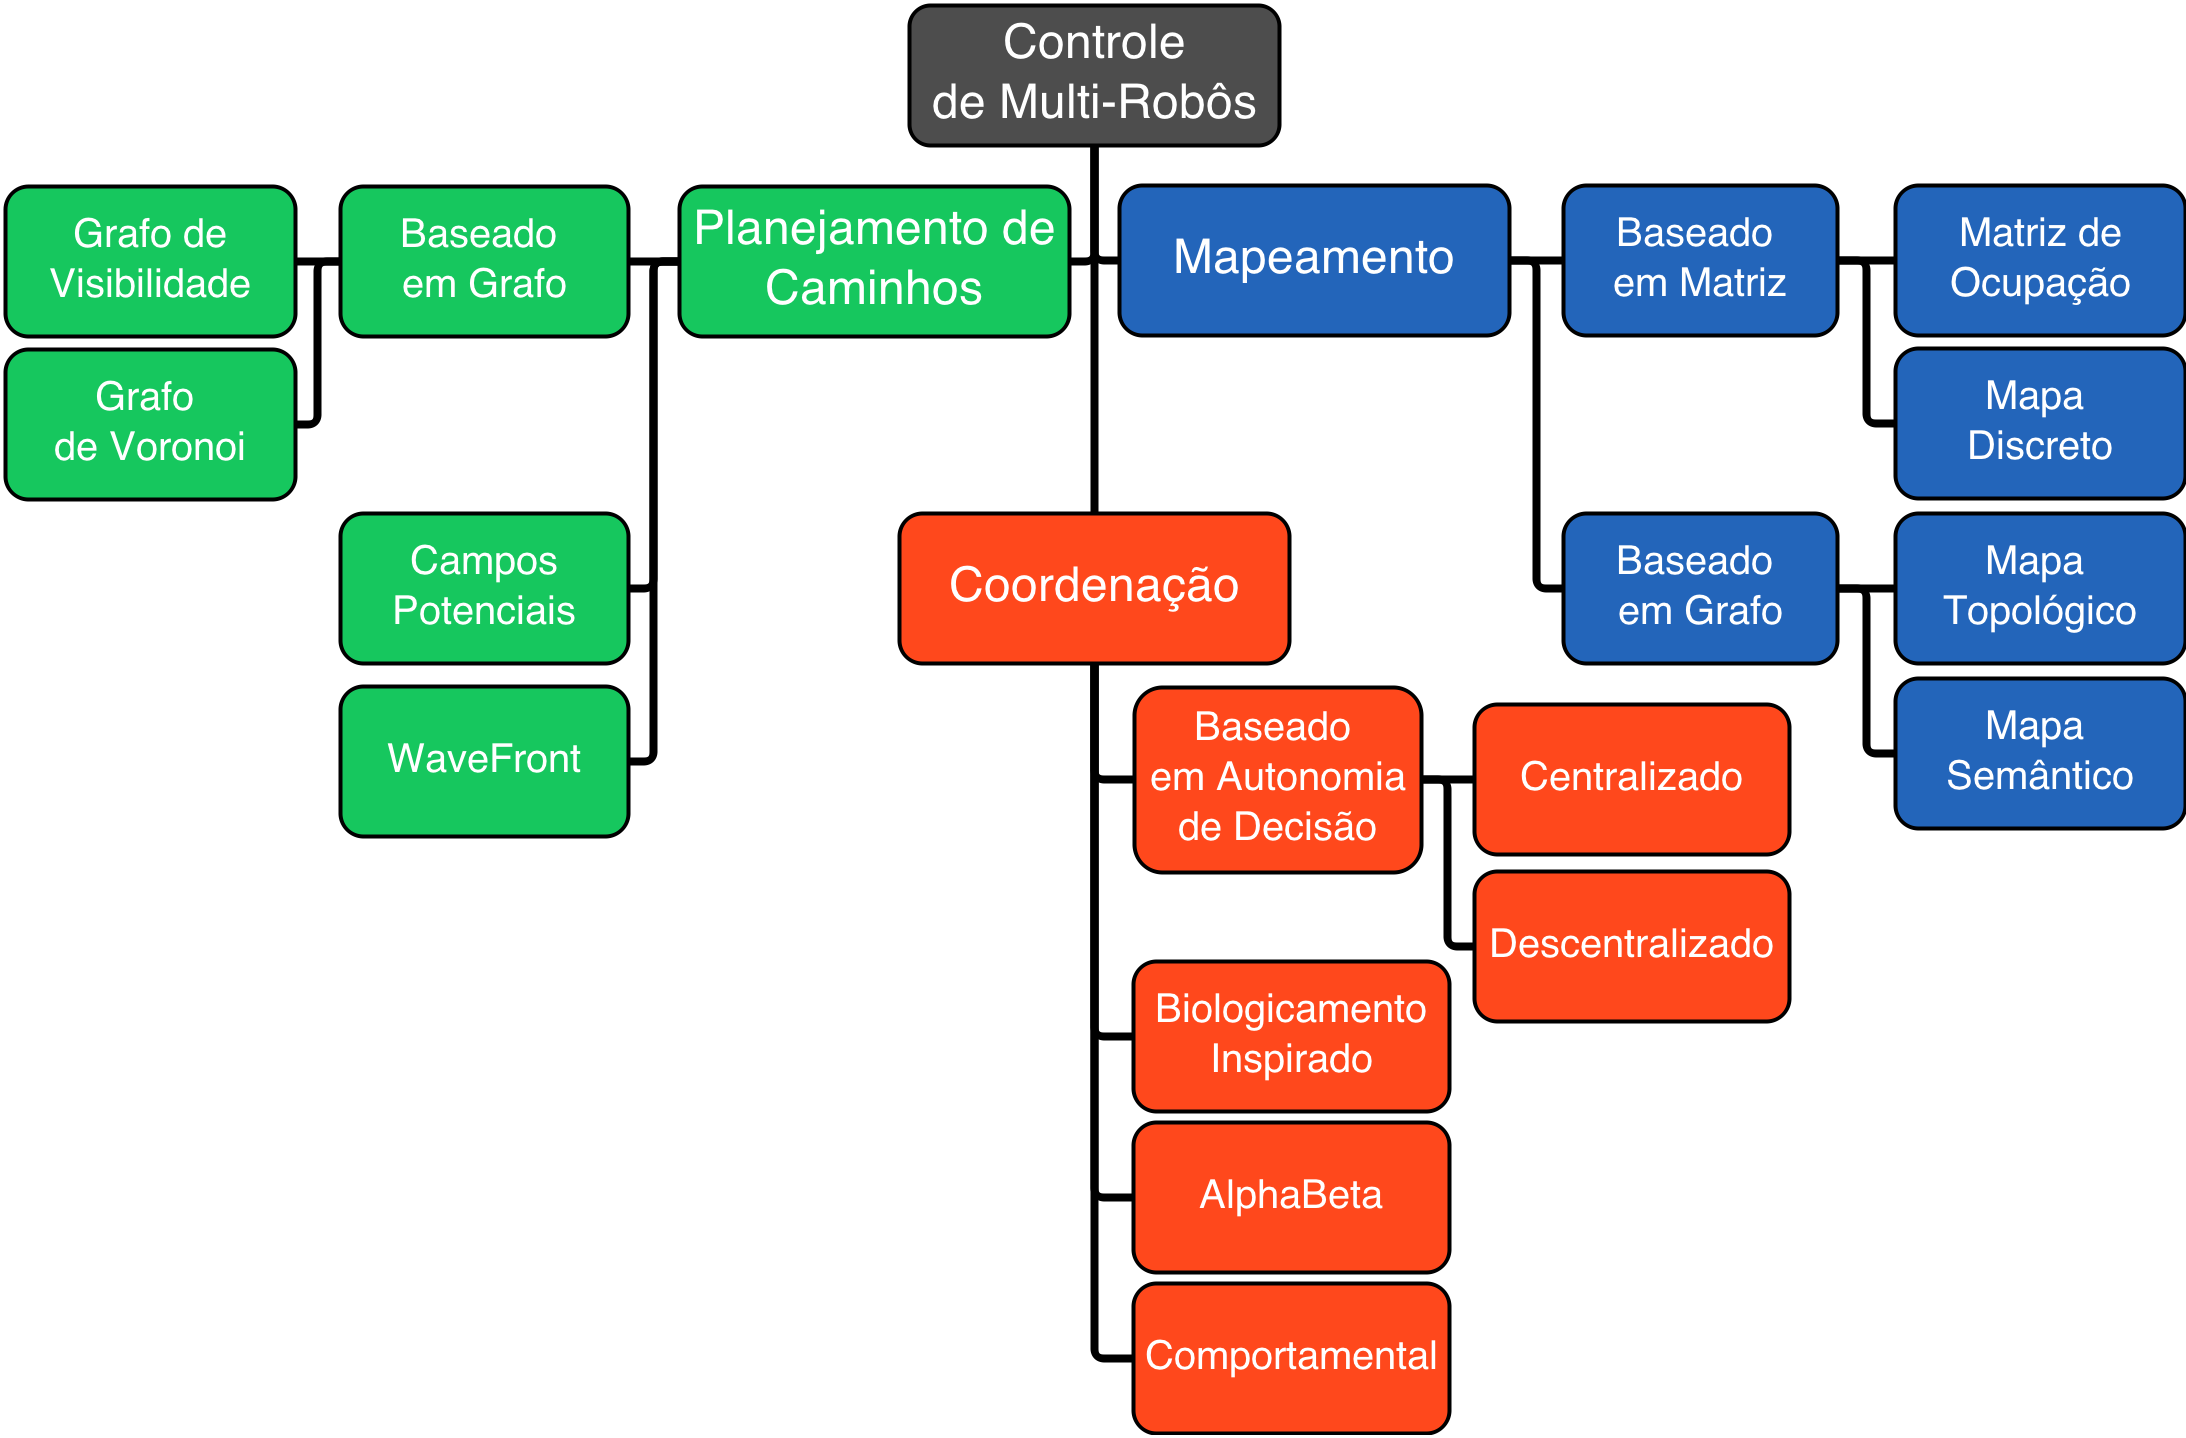 Controle
de Multi-Robôs
Grafo de
Visibilidade
Baseado
em Grafo
Planejamento de
Caminhos
Mapeamento
Baseado
em Matriz
Matriz de
Ocupação
Grafo
de Voronoi
Mapa
Discreto
Campos
Potenciais
Coordenação
Baseado
em Grafo
Mapa
Topológico
WaveFront
Baseado
em Autonomia
de Decisão
Centralizado
Mapa
Semântico
Descentralizado
Biologicamento
Inspirado
AlphaBeta
Comportamental